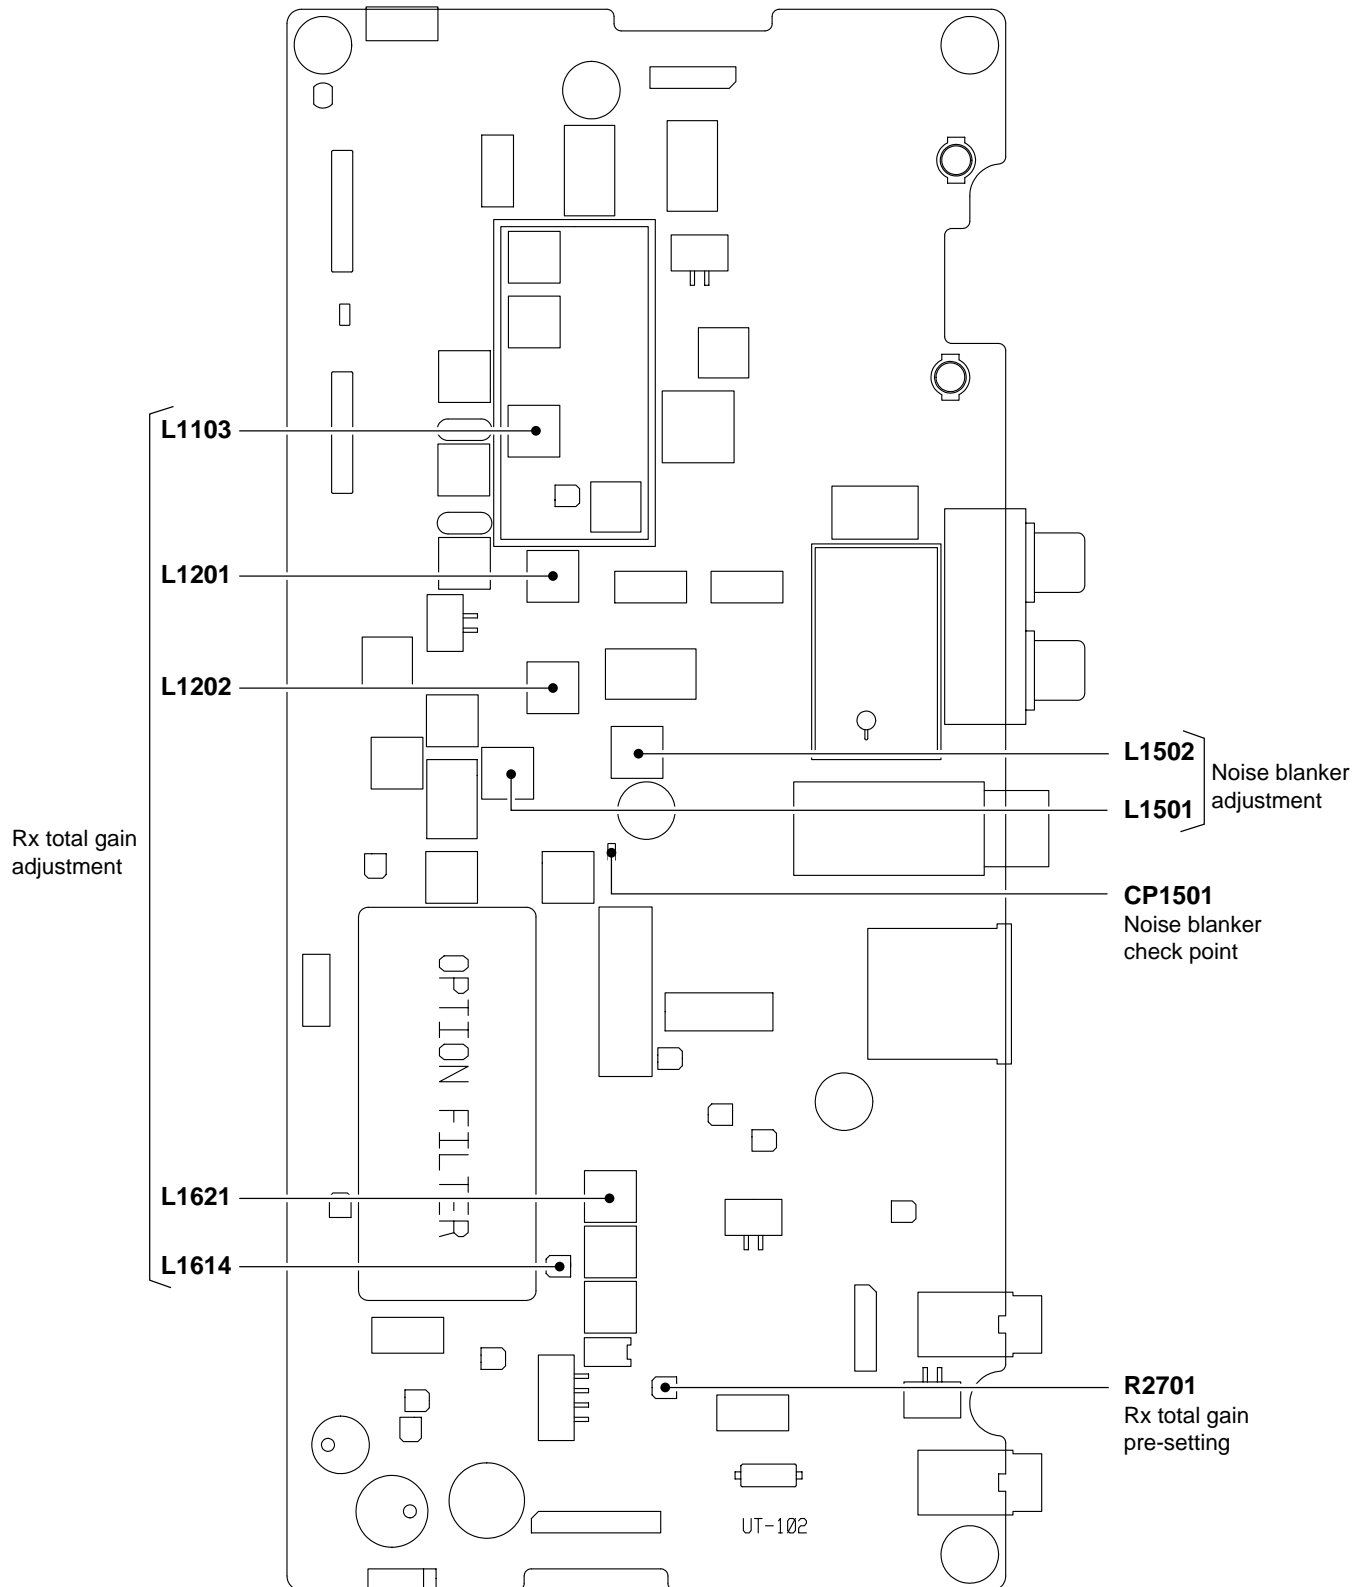 L1103
L1201
L1202
Rx total gain
adjustment
L1621
L1614
L1502
L1501
Noise blanker
adjustment
CP1501
Noise blanker
check point
OPTION FILTER
R2701
Rx total gain
pre-setting
UT-102